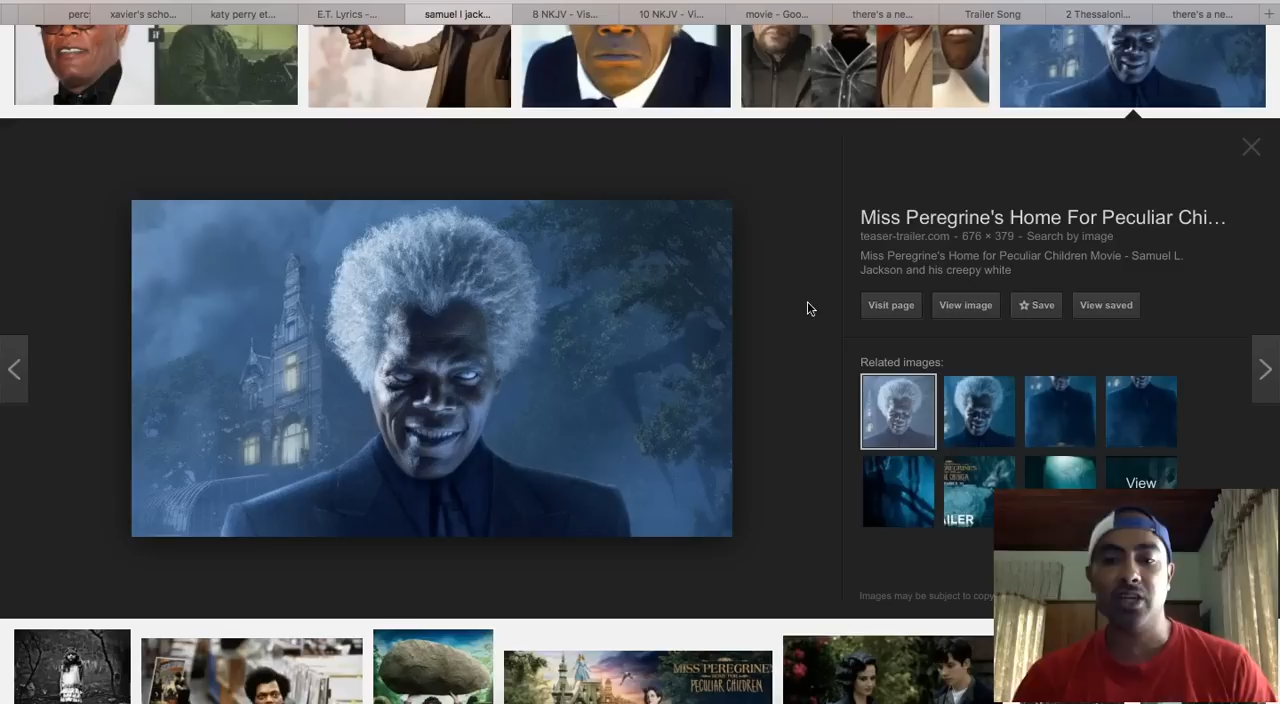 perc
xavier's scho...
katy perry et...
E.T. Lyrics -...
samuel l jack...
8 NKJV - Vis...
10 NKJV - Vi...
movie - Goo...
there's a ne...
Trailer Song
2 Thessaloni...
there's a ne...
+
if
Miss Peregrine's Home For Peculiar Chi...
teaser-trailer.com - 676 × 379 - Search by image
Miss Peregrine's Home for Peculiar Children Movie - Samuel L.
Jackson and his creepy white
Visit page
View image
Save
View saved
Related images:
View
AILER
Images may be subject to copy
MISS PEREGRINE'S
PECULIAR CHILDREN